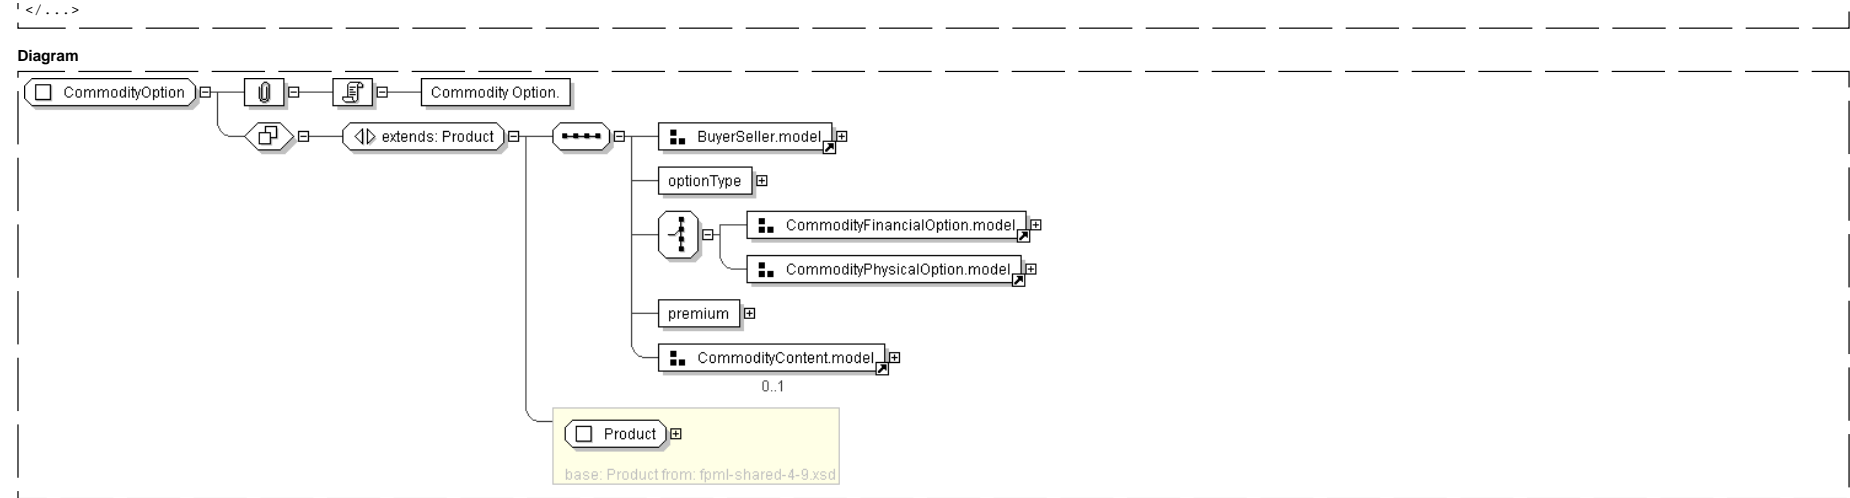 </...>
Diagram
CommodityOption
Commodity Option.
extends: Product
BuyerSeller.model
optionType
CommodityFinancialOption.model
CommodityPhysicalOption.model
premium
CommodityContent.model
0..1
Product
base: Product from: fpml-shared-4-9.xsd